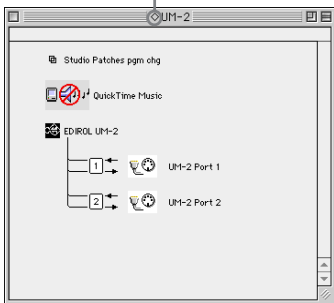 UM-2
Studio Patches pgm chg
QuickTime Music
EDIROL UM-2
1
UM-2 Port 1
2
UM-2 Port 2